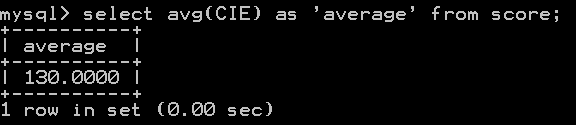 mysql> select avg(CIE) as 'average' from score;
+----------+
| average  |
+----------+
| 130.0000 |
+----------+
1 row in set (0.00 sec)